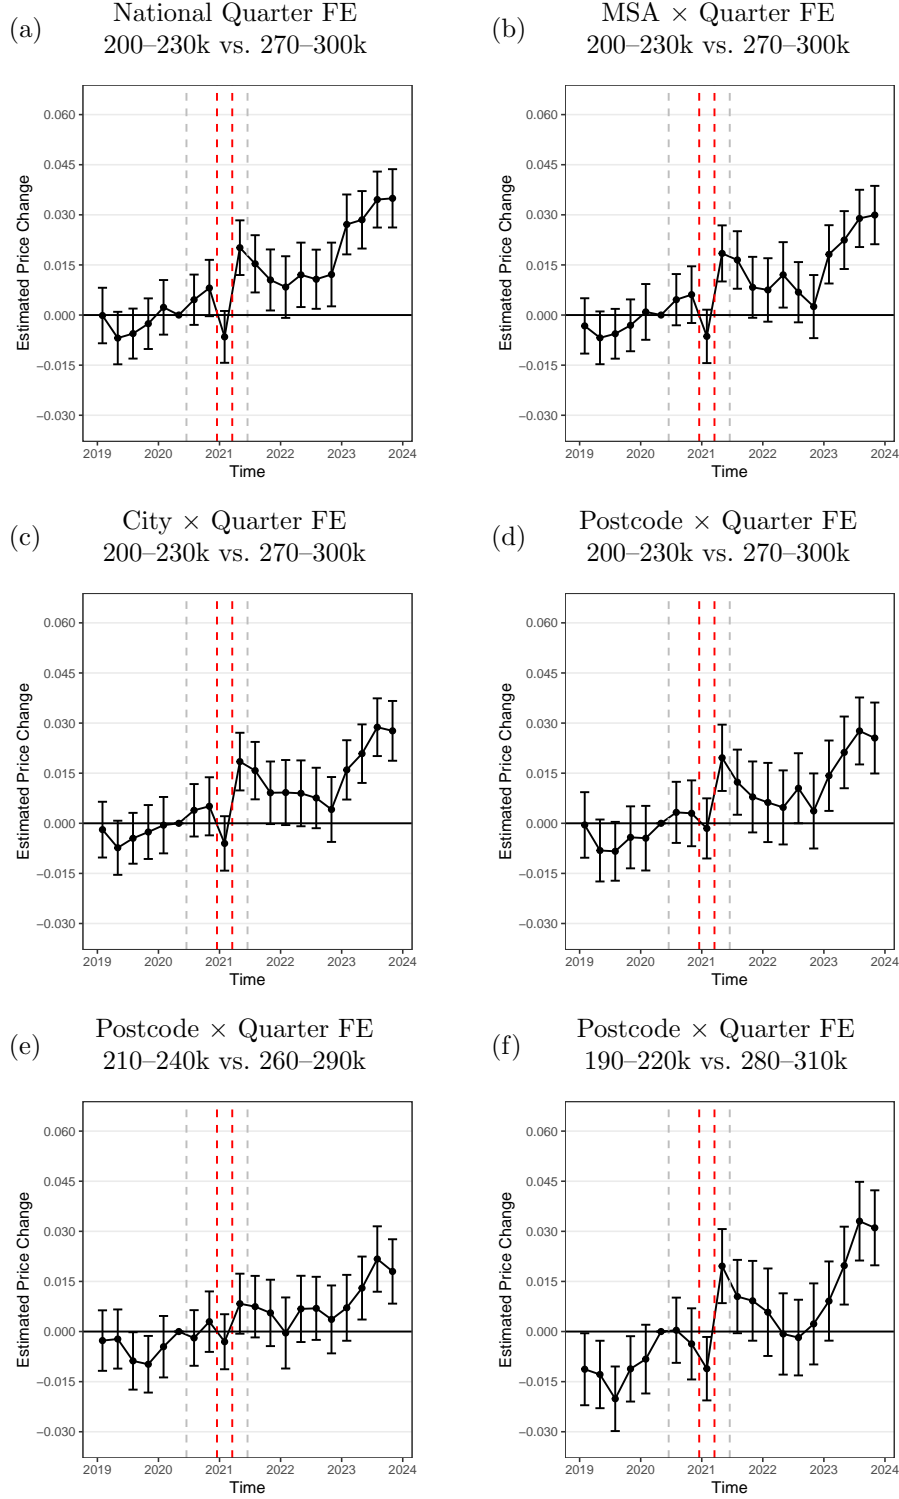 (a)
National Quarter FE
200–230k vs. 270–300k
0.060
0.045
0.030
0.015
0.000
−0.015
−0.030
Estimated Price Change
2019 2020 2021 2022 2023 2024
Time
(b)
MSA × Quarter FE
200–230k vs. 270–300k
0.060
0.045
0.030
0.015
0.000
−0.015
−0.030
Estimated Price Change
2019 2020 2021 2022 2023 2024
Time
(c)
City × Quarter FE
200–230k vs. 270–300k
0.060
0.045
0.030
0.015
0.000
−0.015
−0.030
Estimated Price Change
2019 2020 2021 2022 2023 2024
Time
(d)
Postcode × Quarter FE
200–230k vs. 270–300k
0.060
0.045
0.030
0.015
0.000
−0.015
−0.030
Estimated Price Change
2019 2020 2021 2022 2023 2024
Time
(e)
Postcode × Quarter FE
210–240k vs. 260–290k
0.060
0.045
0.030
0.015
0.000
−0.015
−0.030
Estimated Price Change
2019 2020 2021 2022 2023 2024
Time
(f)
Postcode × Quarter FE
190–220k vs. 280–310k
0.060
0.045
0.030
0.015
0.000
−0.015
−0.030
Estimated Price Change
2019 2020 2021 2022 2023 2024
Time